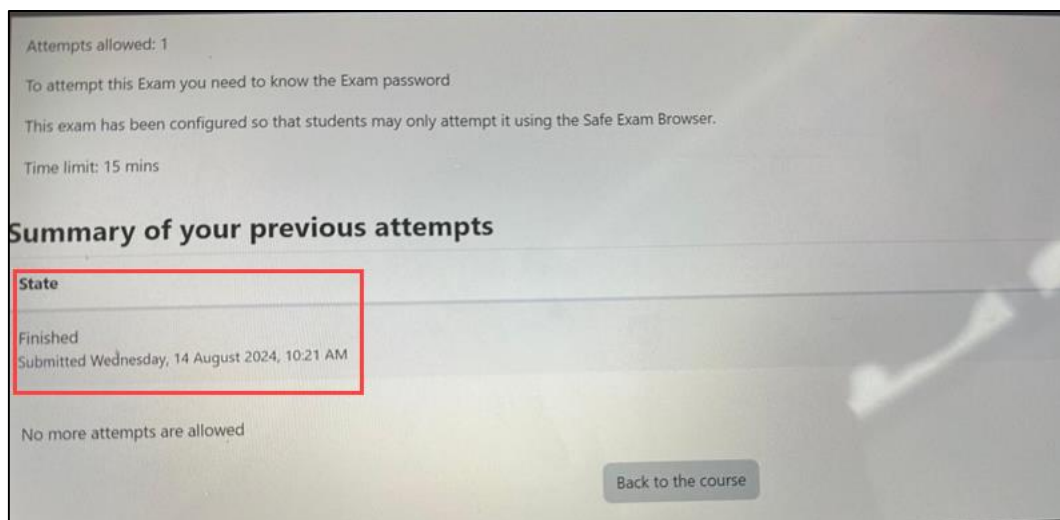 Attempts allowed: 1
To attempt this Exam you need to know the Exam password
This exam has been configured so that students may only attempt it using the Safe Exam Browser.
Time limit: 15 mins
Summary of your previous attempts
State
Finished
Submitted Wednesday, 14 August 2024, 10:21 AM
No more attempts are allowed
Back to the course